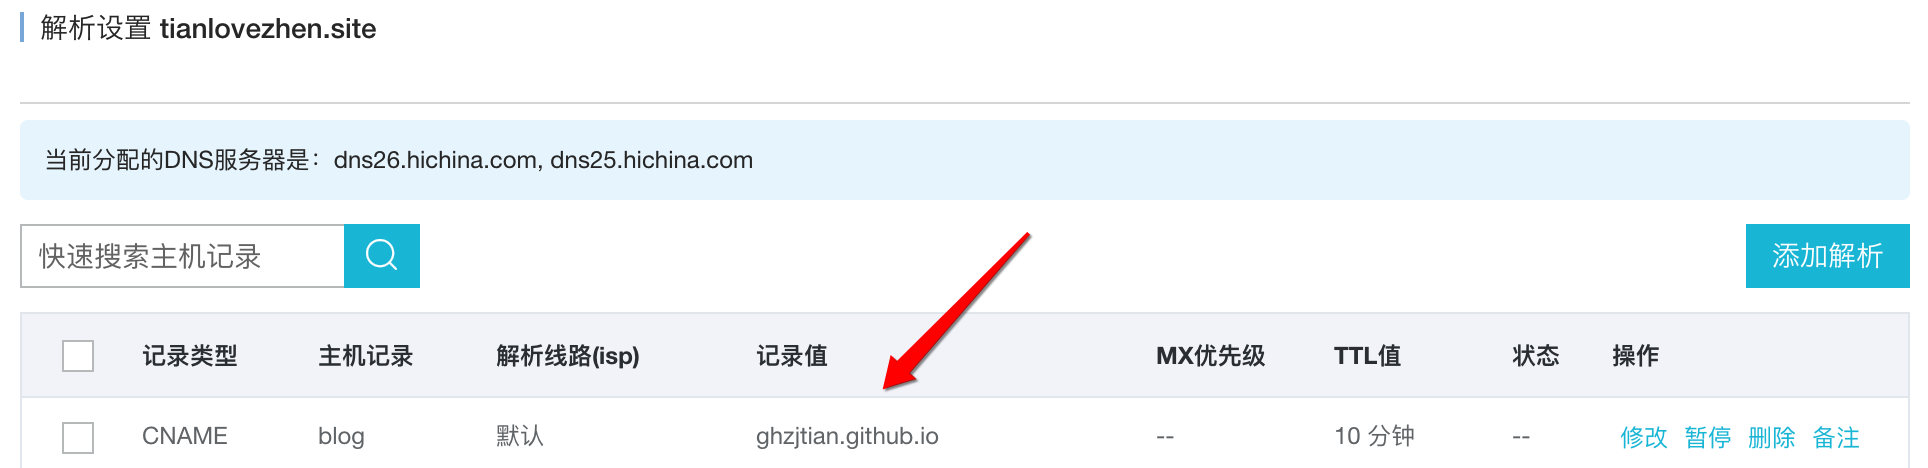 解析设置 tianlovezhen.site
当前分配的DNS服务器是：dns26.hichina.com, dns25.hichina.com
快速搜索主机记录
添加解析
记录类型 主机记录 解析线路(isp) 记录值 MX优先级 TTL值 状态 操作
CNAME blog 默认 ghzjtian.github.io -- 10 分钟 -- 修改 暂停 删除 备注